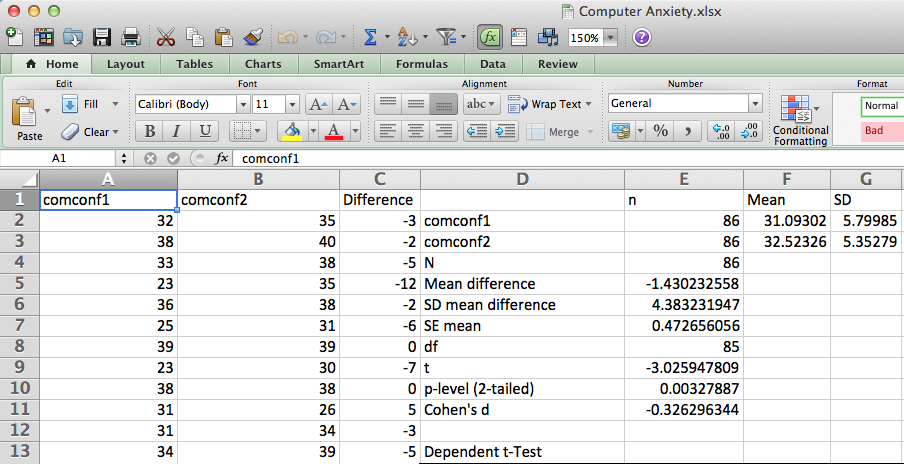 Computer Anxiety.xlsx
150%
Home Layout Tables Charts SmartArt Formulas Data Review
Edit Font Alignment Number Format
Paste Fill Calibri (Body) 11 A A abc Wrap Text General Conditional Formatting Normal
Clear B I U A Merge % Bad
A1 fx comconf1
A B C D E F G
1 comconf1 comconf2 Difference n Mean SD
2 32 35 -3 comconf1 86 31.09302 5.79985
3 38 40 -2 comconf2 86 32.52326 5.35279
4 33 38 -5 N 86
5 23 35 -12 Mean difference -1.430232558
6 36 38 -2 SD mean difference 4.383231947
7 25 31 -6 SE mean 0.472656056
8 39 39 0 df 85
9 23 30 -7 t -3.025947809
10 38 38 0 p-level (2-tailed) 0.00327887
11 31 26 5 Cohen's d -0.326296344
12 31 34 -3
13 34 39 -5 Dependent t-Test